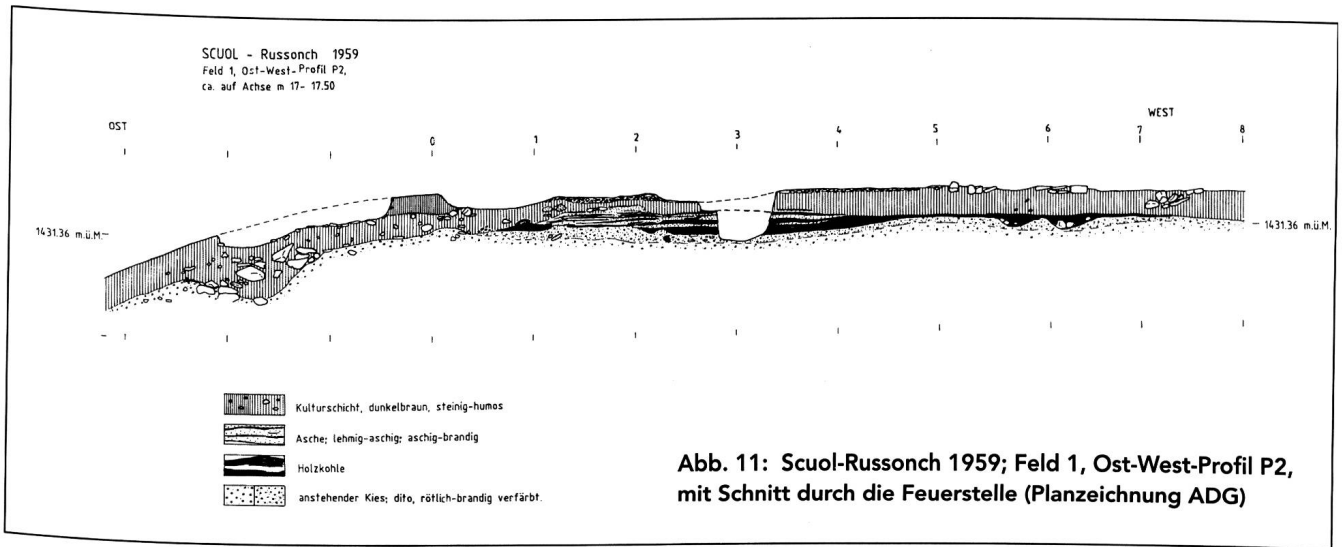 SCUOL - Russonch 1959
Feld 1, Ost-West-Profil P2,
ca. auf Achse m 17- 17.50
OST
WEST
0 1 2 3 4 5 6 7 8
1431.36 m.ü.M.
1431.36 m.ü.M.
Kulturschicht, dunkelbraun, steinig-humos
Asche; lehmig-aschig; aschig-brandig
Holzkohle
anstehender Kies; dito, rötlich-brandig verfärbt.
Abb. 11: Scuol-Russonch 1959; Feld 1, Ost-West-Profil P2,
mit Schnitt durch die Feuerstelle (Planzeichnung ADG)